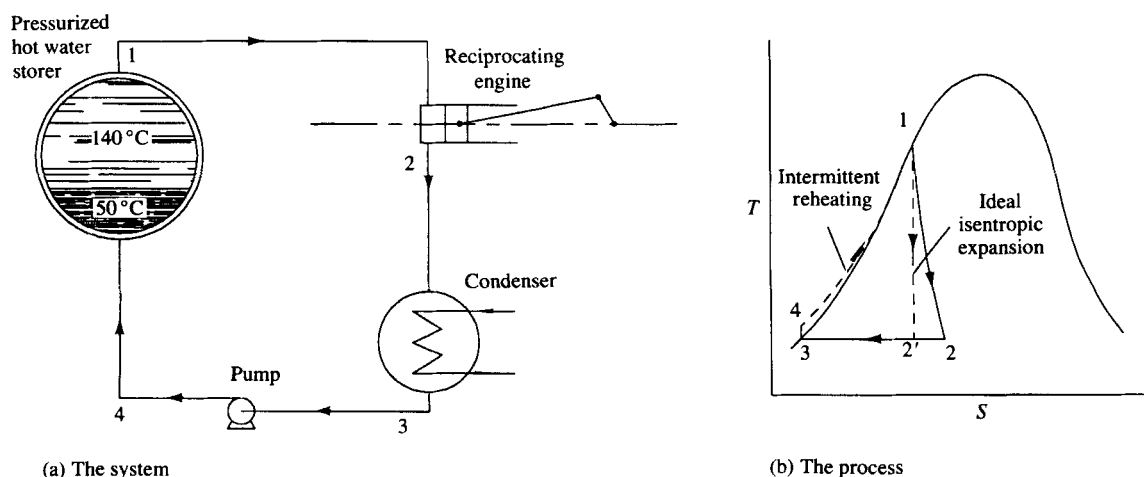 Pressurized
hot water
storer
1
Reciprocating
engine
140 °C
50 °C
2
Condenser
Pump
4
3
(a) The system
T
1
Intermittent
reheating
Ideal
isentropic
expansion
4
3
2'
2
S
(b) The process